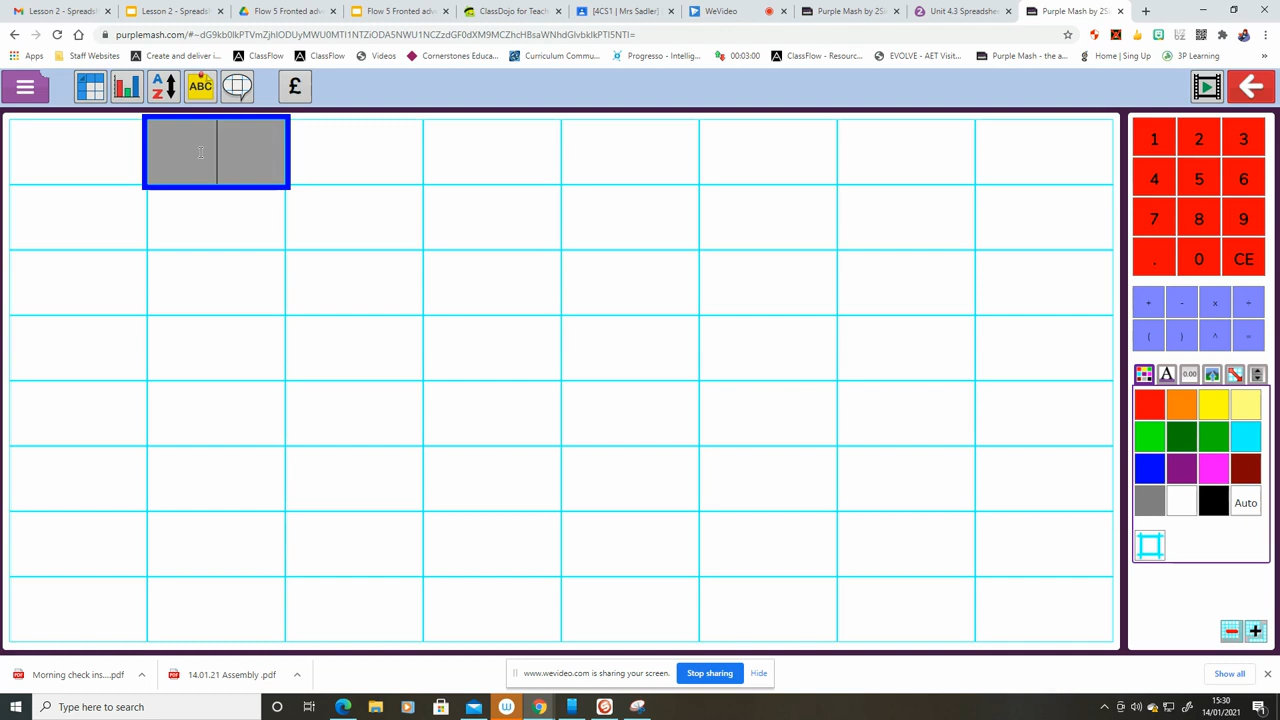 Lesson 2 - Spreads
Lesson 2 - Spreads
Flow 5 Fronted adv
Flow 5 Fronted adv
ClassDojo for Teac
[4CS1 | Mrs Sadler]
WeVideo
Purple Mash by 2Si
Unit 4.3 Spreadshe
Purple Mash by 2Si
Apps
Staff Websites
Create and deliver i...
ClassFlow
ClassFlow
Videos
Cornerstones Educa...
Curriculum Commu...
Progresso - Intellig...
00:03:00
ClassFlow - Resourc...
EVOLVE - AET Visit...
Purple Mash - the a...
Home | Sing Up
3P Learning
A
Z
ABC
£
1 2 3
4 5 6
7 8 9
. 0 CE
+ - x ÷
( ) ^ =
A 0.00
Auto
Morning check ins....pdf
14.01.21 Assembly .pdf
www.wevideo.com is sharing your screen.
Stop sharing
Hide
Show all
Type here to search
15:30
14/01/2021